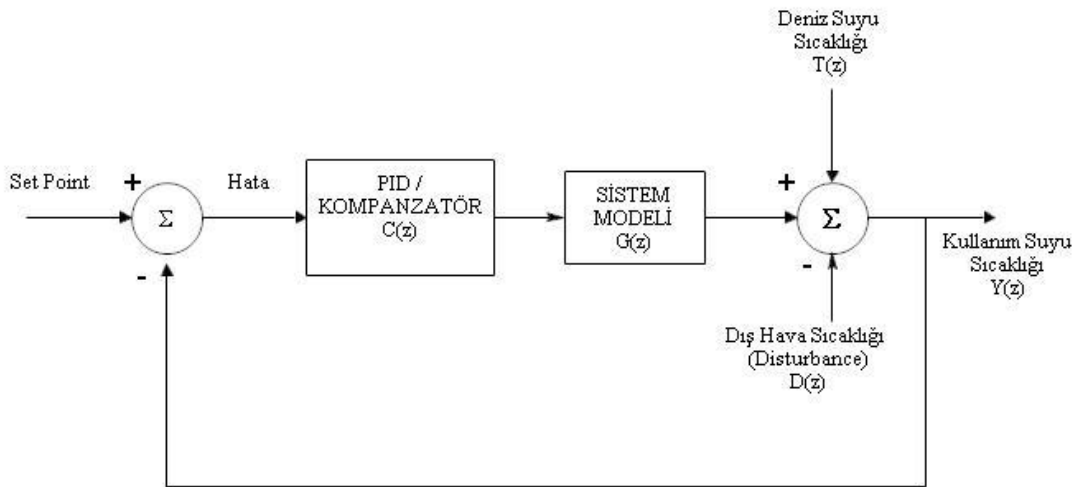 Deniz Suyu
Sıcaklığı
T(z)
Set Point
+
-
Σ
Hata
PID /
KOMPANZATÖR
C(z)
SİSTEM
MODELİ
G(z)
+
-
Σ
Kullanım Suyu
Sıcaklığı
Y(z)
Dış Hava Sıcaklığı
(Disturbance)
D(z)